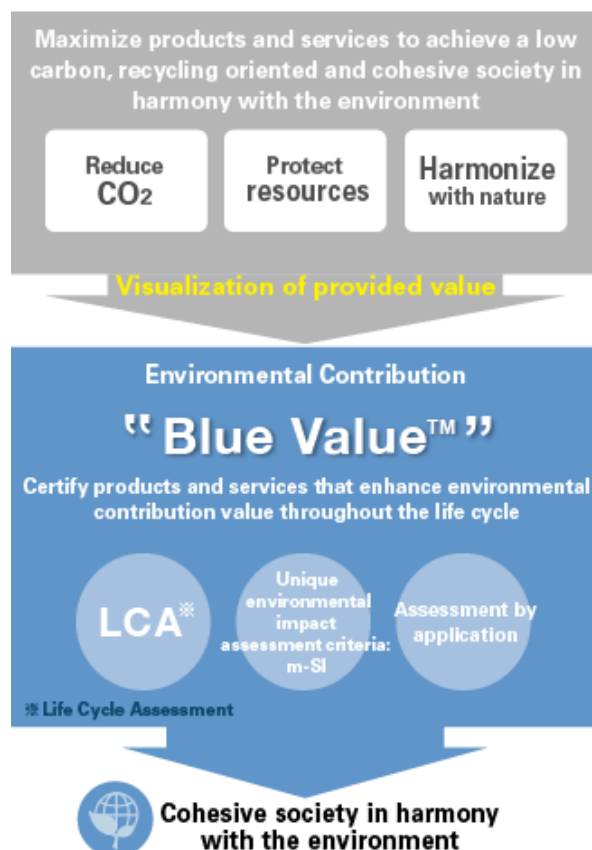 Maximize products and services to achieve a low
carbon, recycling oriented and cohesive society in
harmony with the environment
Reduce
CO2
Protect
resources
Harmonize
with nature
Visualization of provided value
Environmental Contribution
“Blue Value™”
Certify products and services that enhance environmental
contribution value throughout the life cycle
LCA※
Unique
environmental
impact
assessment criteria:
m-SI
Assessment by
application
※Life Cycle Assessment
Cohesive society in harmony
with the environment